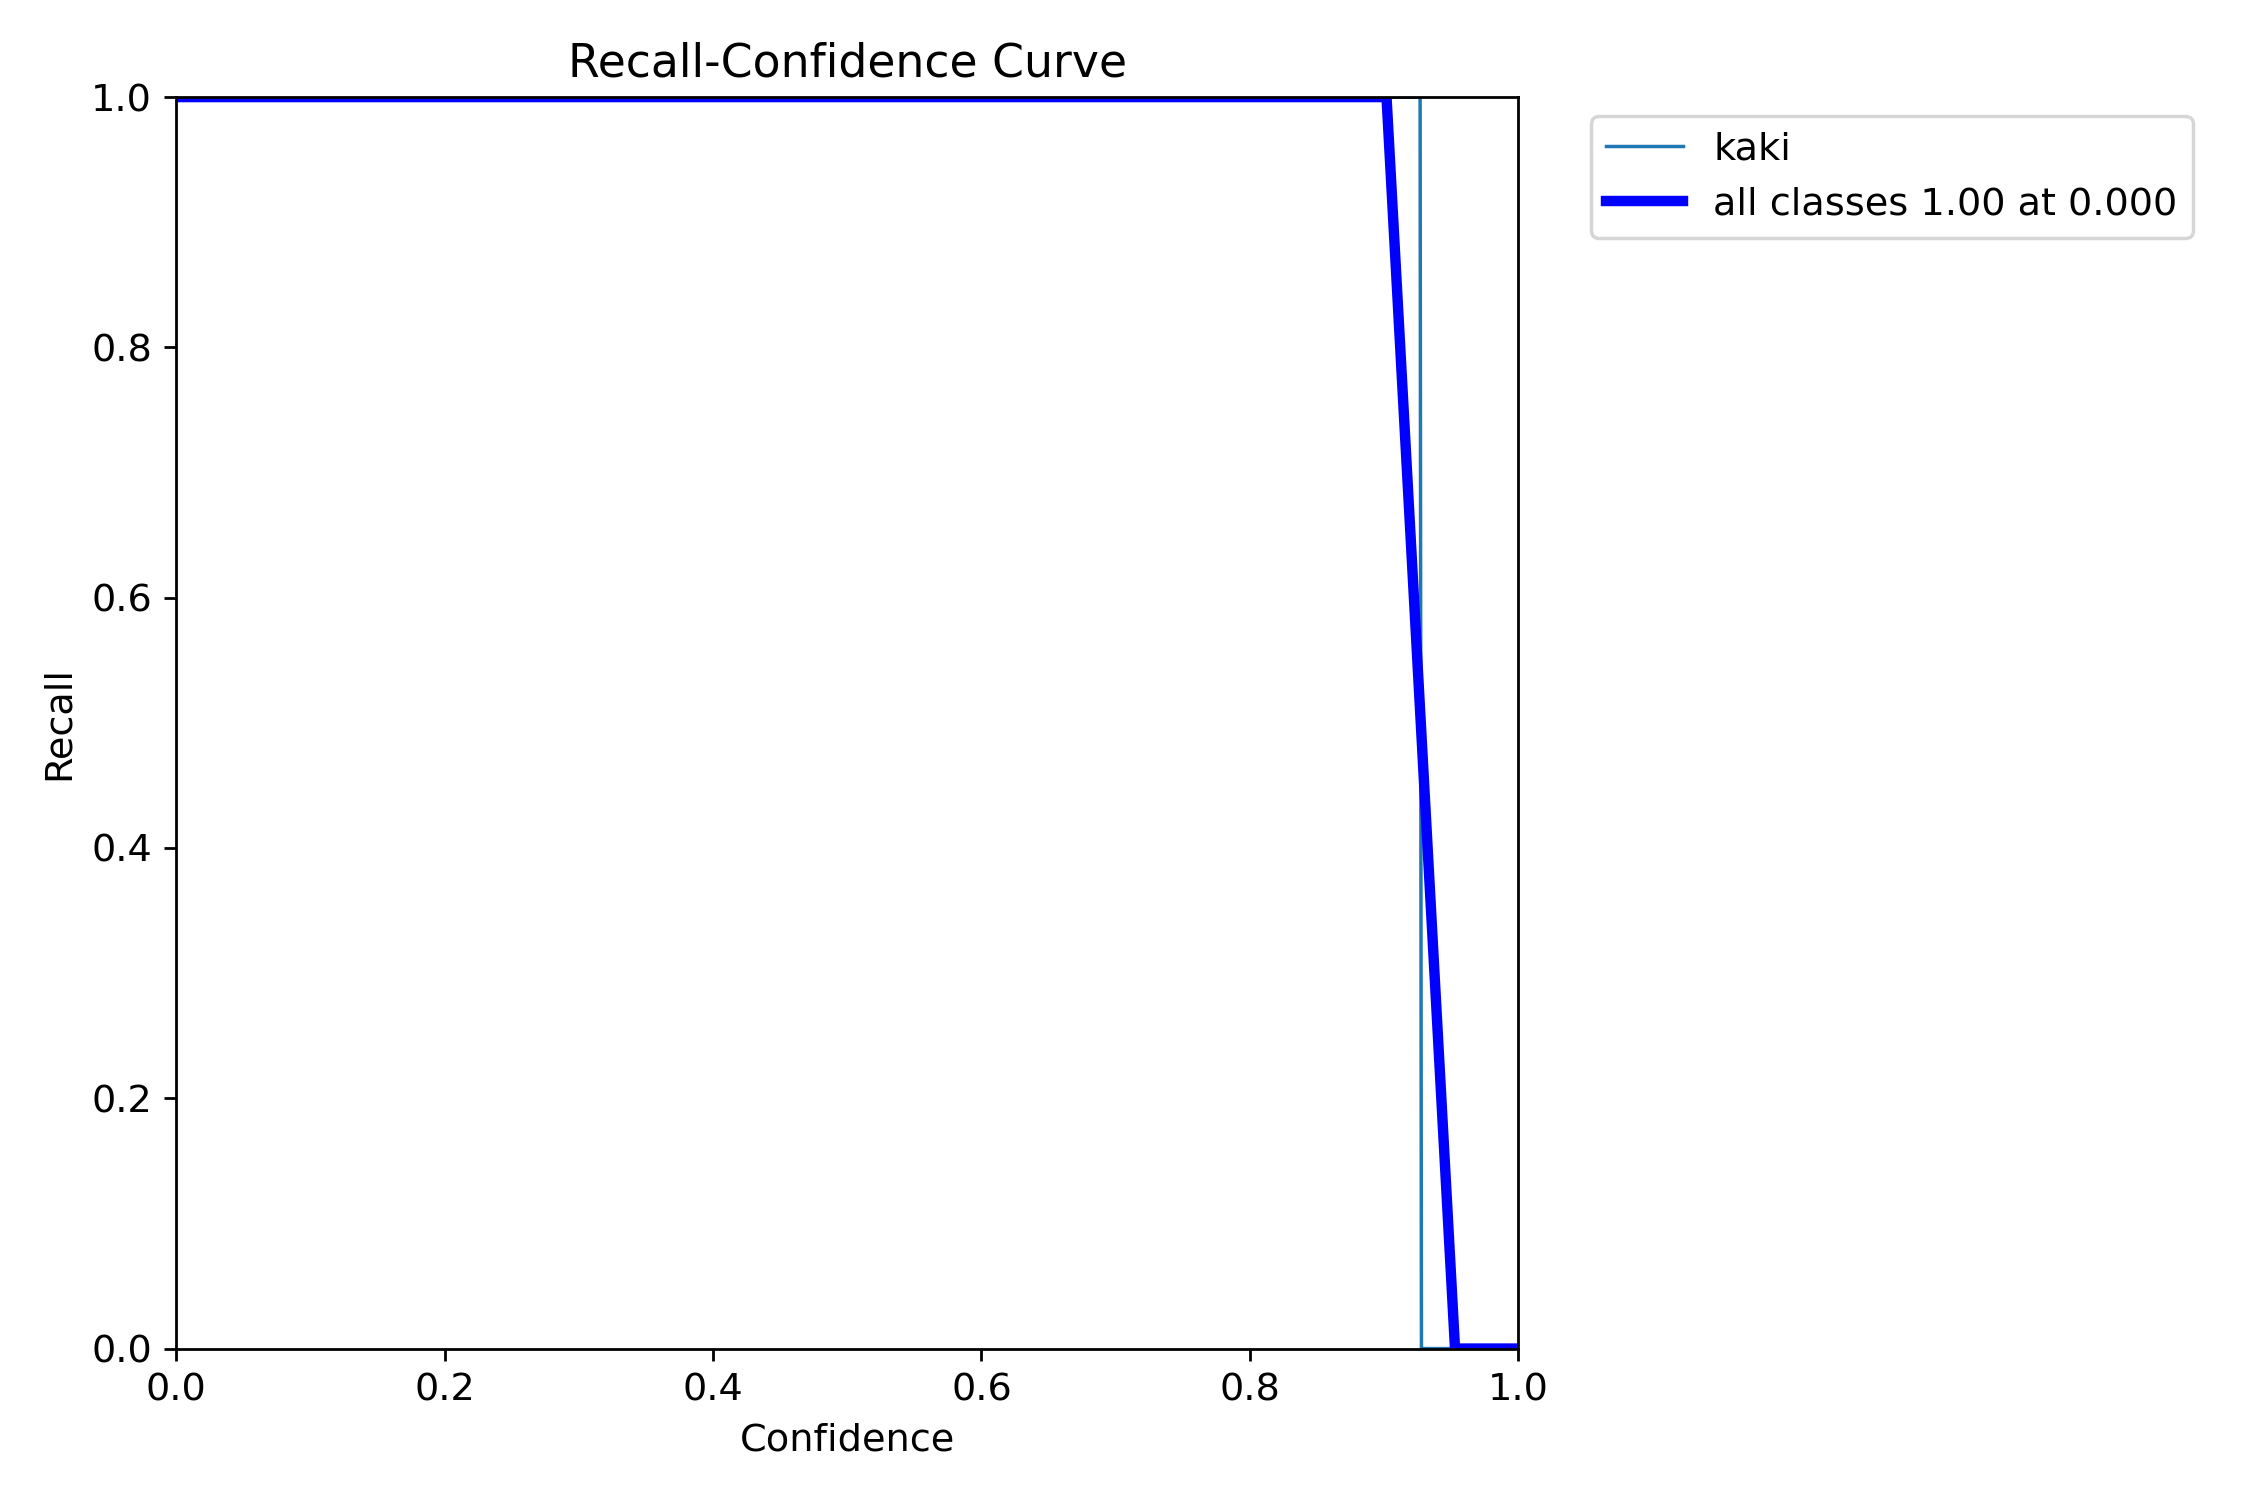 Recall-Confidence Curve
kaki
all classes 1.00 at 0.000
1.0
0.8
0.6
0.4
0.2
0.0
Recall
0.0 0.2 0.4 0.6 0.8 1.0
Confidence